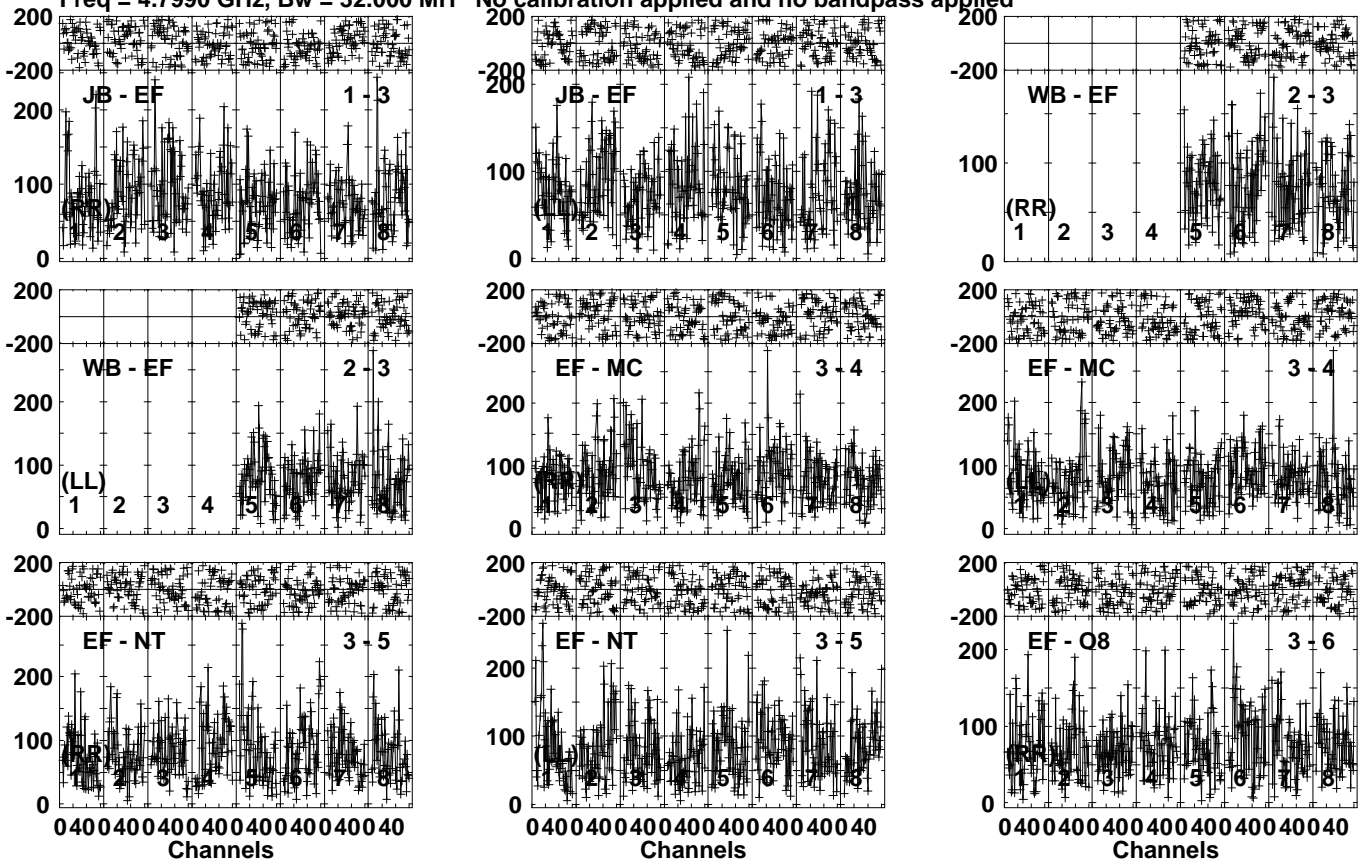 Freq = 4.7990 GHz, Bw = 32.000 MH No calibration applied and no bandpass applied
200 200 200
-200 -200 -200
JB - EF 1 - 3 JB - EF 1 - 3 WB - EF 2 - 3
200 200 200
100 100 100
(RR) (LL) (RR)
1 2 3 4 5 6 7 8 1 2 3 4 5 6 7 8 1 2 3 4 5 6 7 8
0 0 0
200 200 200
-200 -200 -200
WB - EF 2 - 3 EF - MC 3 - 4 EF - MC 3 - 4
200 200 200
100 100 100
(LL) (RR) (LL)
1 2 3 4 5 6 7 8 1 2 3 4 5 6 7 8 1 2 3 4 5 6 7 8
0 0 0
200 200 200
-200 -200 -200
EF - NT 3 - 5 EF - NT 3 - 5 EF - O8 3 - 6
200 200 200
100 100 100
(RR) (LL) (RR)
1 2 3 4 5 6 7 8 1 2 3 4 5 6 7 8 1 2 3 4 5 6 7 8
0 0 0
0 40 0 40 0 40 0 40 0 40 0 40 0 40 0 40 0 40 0 40 0 40 0 40 0 40 0 40 0 40 0 40 0 40 0 40 0 40 0 40 0 40 0 40 0 40 0 40
Channels Channels Channels